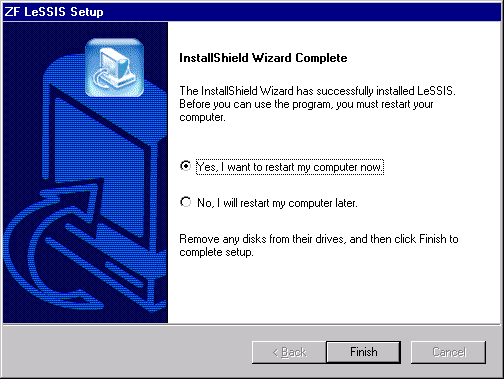 ZF LeSSIS Setup
InstallShield Wizard Complete
The InstallShield Wizard has successfully installed LeSSIS.
Before you can use the program, you must restart your
computer.
Yes, I want to restart my computer now.
No, I will restart my computer later.
Remove any disks from their drives, and then click Finish to
complete setup.
< Back
Finish
Cancel